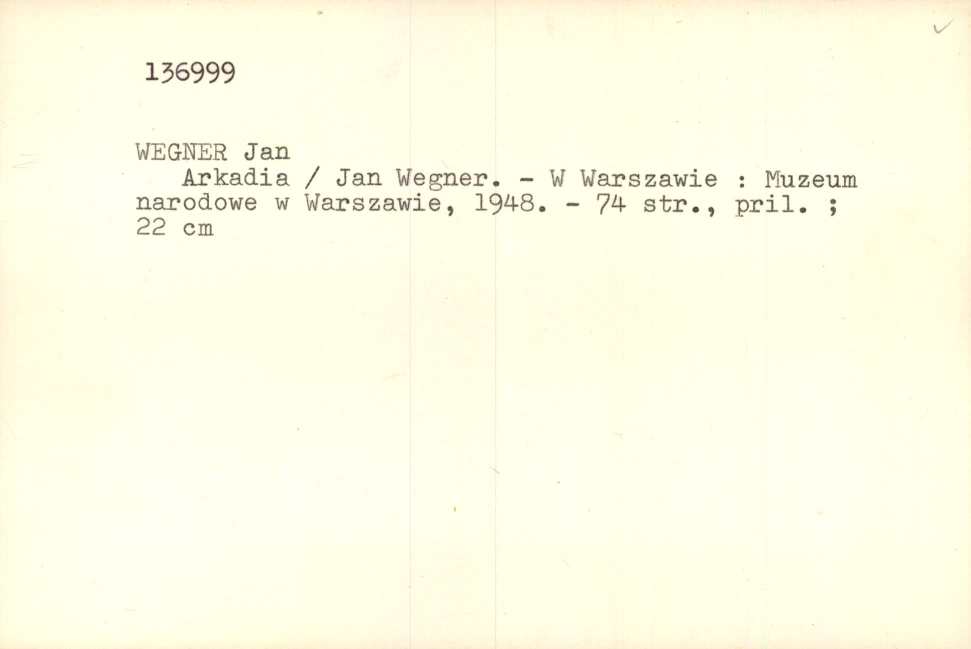 136999
WEGNER Jan
Arkadia / Jan Wegner. - W Warszawie : Muzeum
narodowe w Warszawie, 1948. - 74 str., pril. ;
22 cm